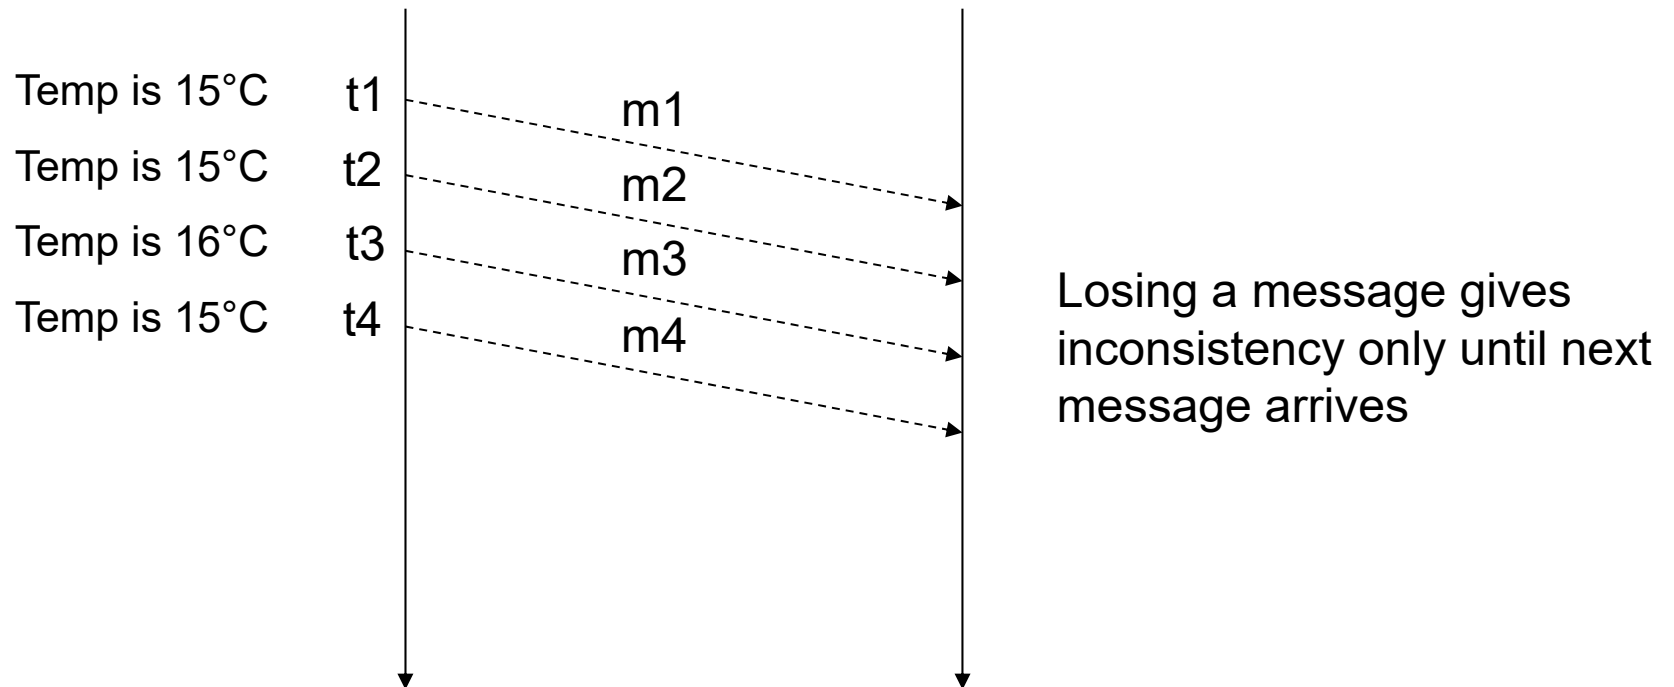 Temp is 15°C t1
m1
Temp is 15°C t2
m2
Temp is 16°C t3
m3
Temp is 15°C t4
m4
Losing a message gives
inconsistency only until next
message arrives